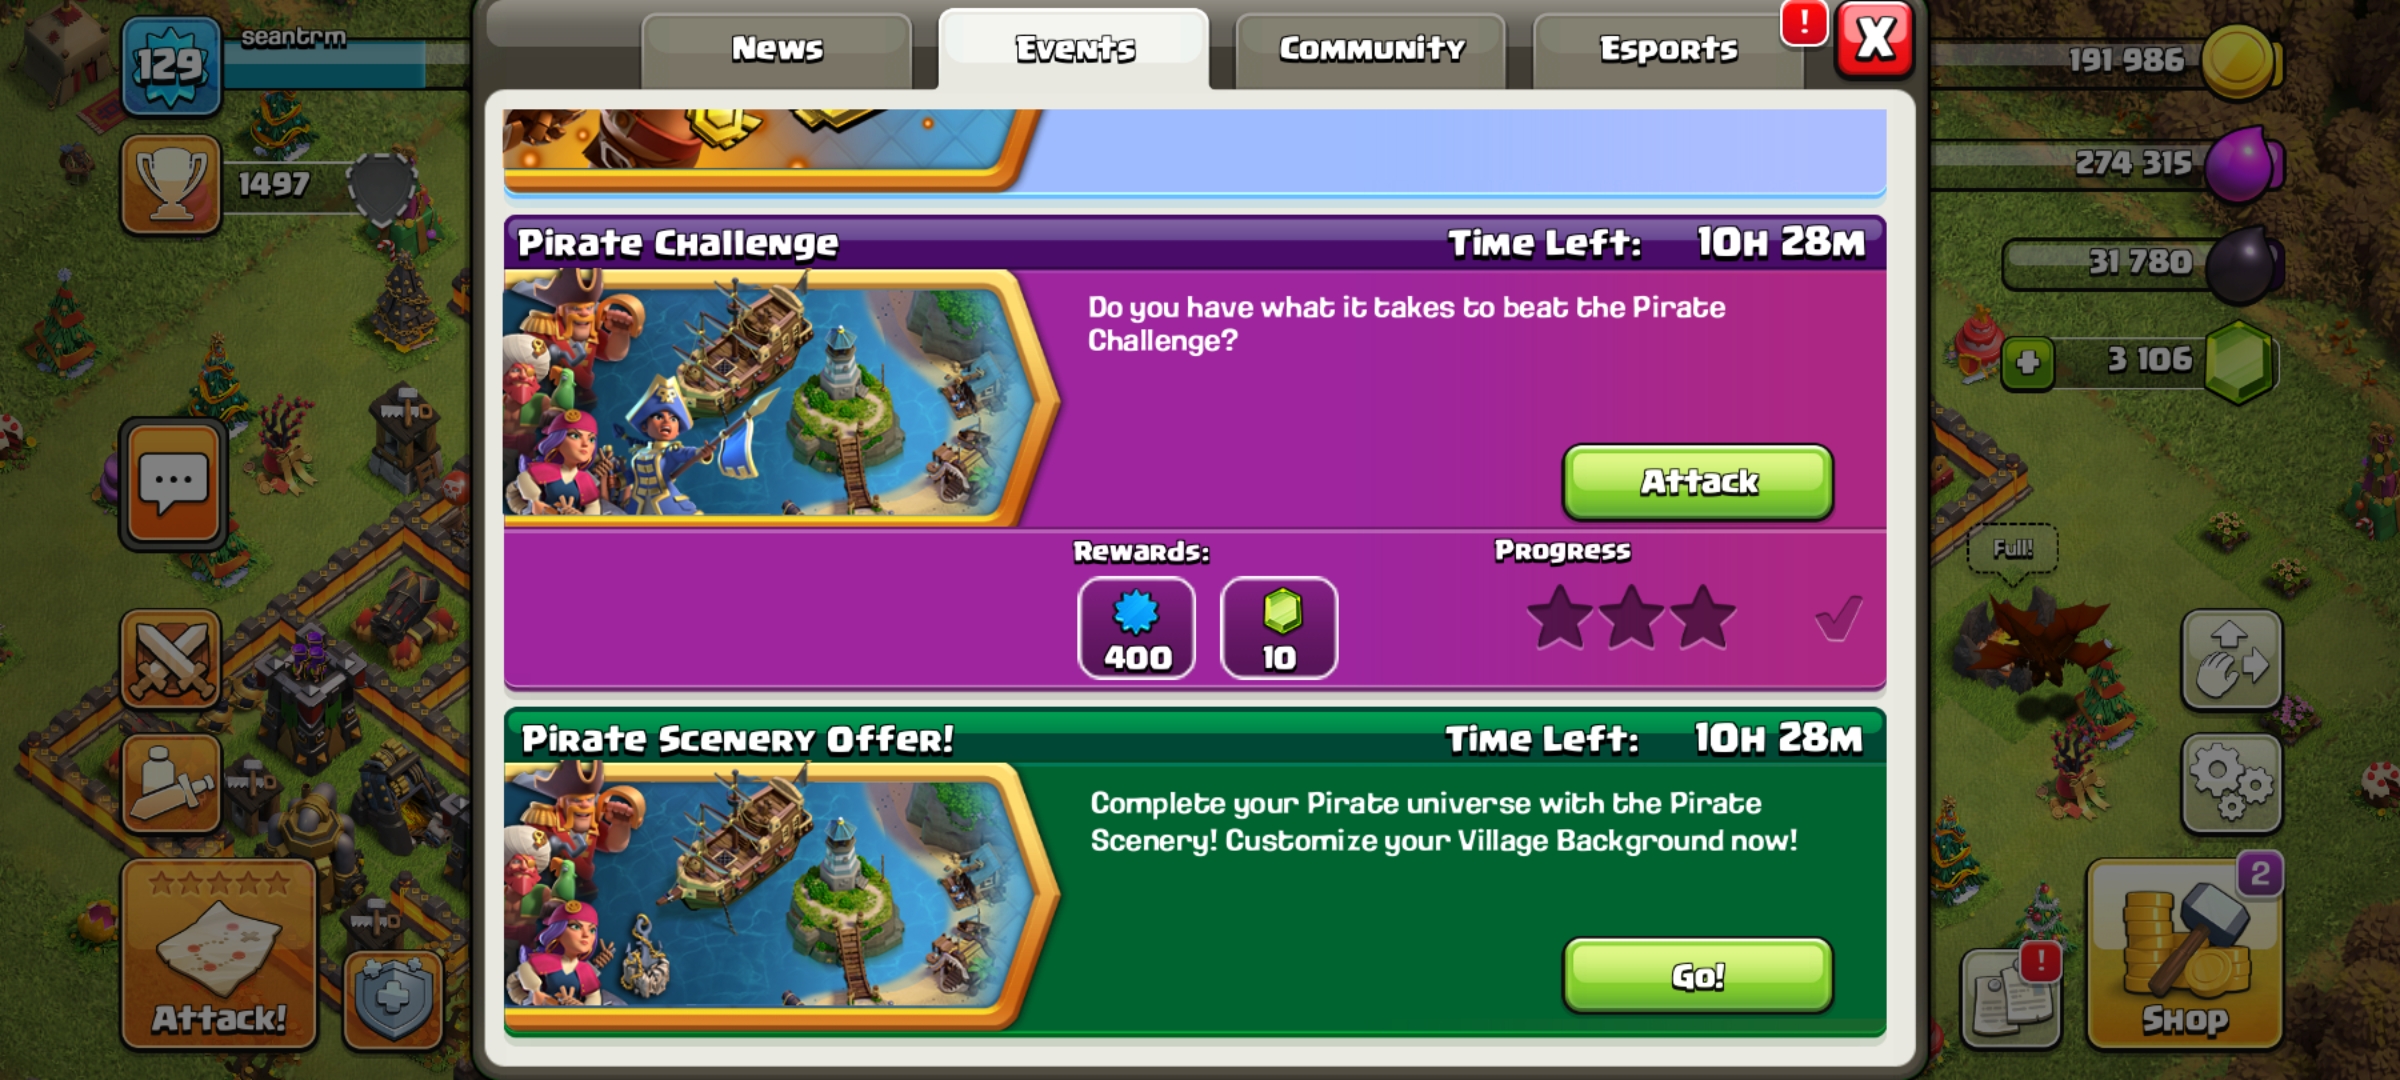 129
seantrm
1497
News
Events
Community
Esports
!
X
191 986
274 315
31 780
3 106
Pirate Challenge
Time Left: 10H 28M
Do you have what it takes to beat the Pirate
Challenge?
Attack
Rewards:
400
10
Progress
Pirate Scenery Offer!
Time Left: 10H 28M
Complete your Pirate universe with the Pirate
Scenery! Customize your Village Background now!
Go!
Full!
Attack!
!
2
Shop